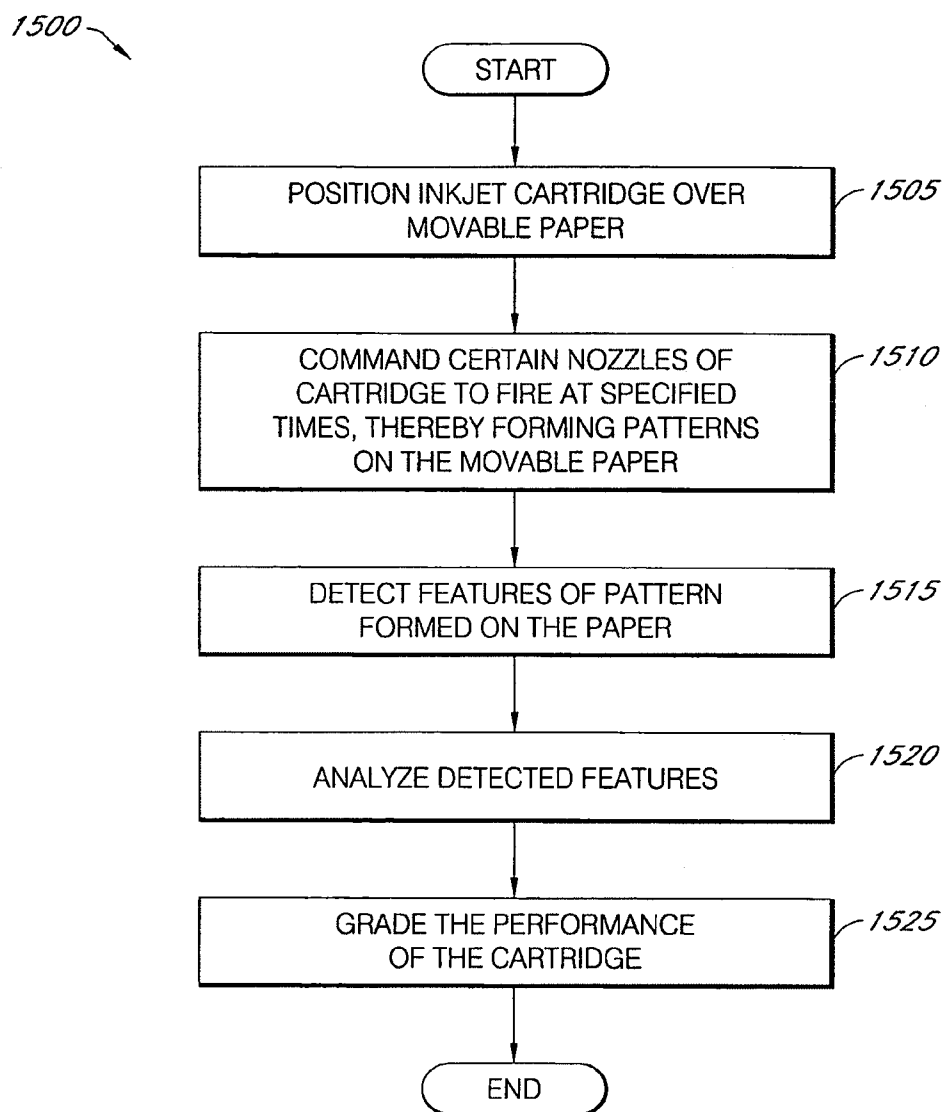 1500
START
POSITION INKJET CARTRIDGE OVER
MOVABLE PAPER
1505
COMMAND CERTAIN NOZZLES OF
CARTRIDGE TO FIRE AT SPECIFIED
TIMES, THEREBY FORMING PATTERNS
ON THE MOVABLE PAPER
1510
DETECT FEATURES OF PATTERN
FORMED ON THE PAPER
1515
ANALYZE DETECTED FEATURES
1520
GRADE THE PERFORMANCE
OF THE CARTRIDGE
1525
END